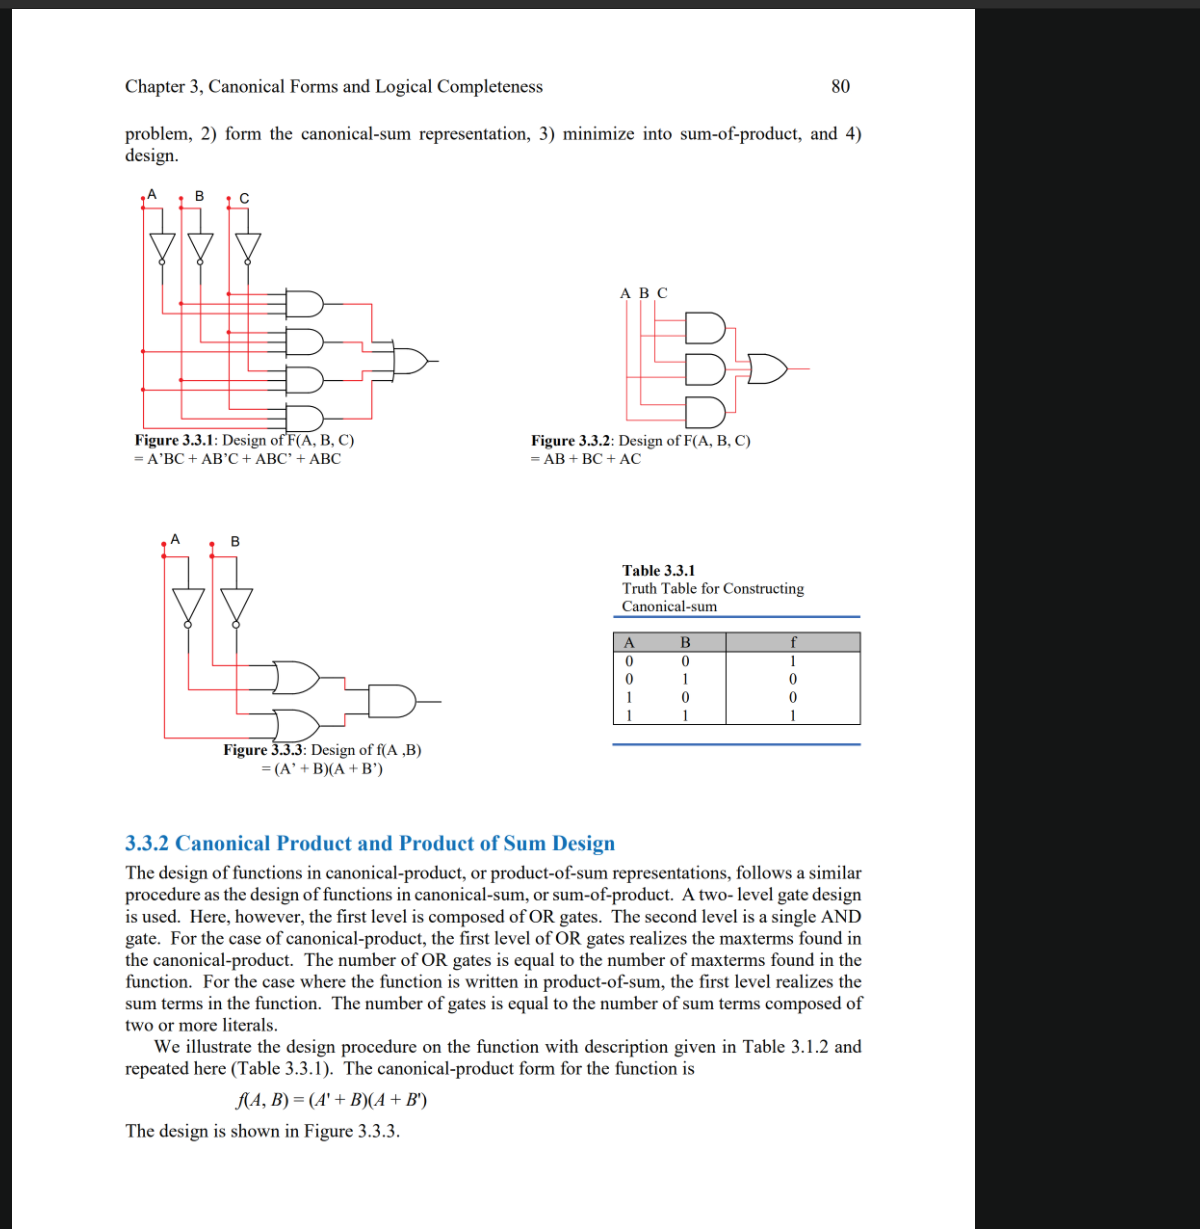 Chapter 3, Canonical Forms and Logical Completeness 80
problem, 2) form the canonical-sum representation, 3) minimize into sum-of-product, and 4)
design.
A B C
A B C
Figure 3.3.1: Design of F(A, B, C)
= A’BC + AB’C + ABC’ + ABC
Figure 3.3.2: Design of F(A, B, C)
= AB + BC + AC
A B
Figure 3.3.3: Design of f(A ,B)
= (A’ + B)(A + B’)
Table 3.3.1
Truth Table for Constructing
Canonical-sum
A B f
0 0 1
0 1 0
1 0 0
1 1 1
3.3.2 Canonical Product and Product of Sum Design
The design of functions in canonical-product, or product-of-sum representations, follows a similar
procedure as the design of functions in canonical-sum, or sum-of-product. A two- level gate design
is used. Here, however, the first level is composed of OR gates. The second level is a single AND
gate. For the case of canonical-product, the first level of OR gates realizes the maxterms found in
the canonical-product. The number of OR gates is equal to the number of maxterms found in the
function. For the case where the function is written in product-of-sum, the first level realizes the
sum terms in the function. The number of gates is equal to the number of sum terms composed of
two or more literals.
We illustrate the design procedure on the function with description given in Table 3.1.2 and
repeated here (Table 3.3.1). The canonical-product form for the function is
f(A, B) = (A' + B)(A + B')
The design is shown in Figure 3.3.3.